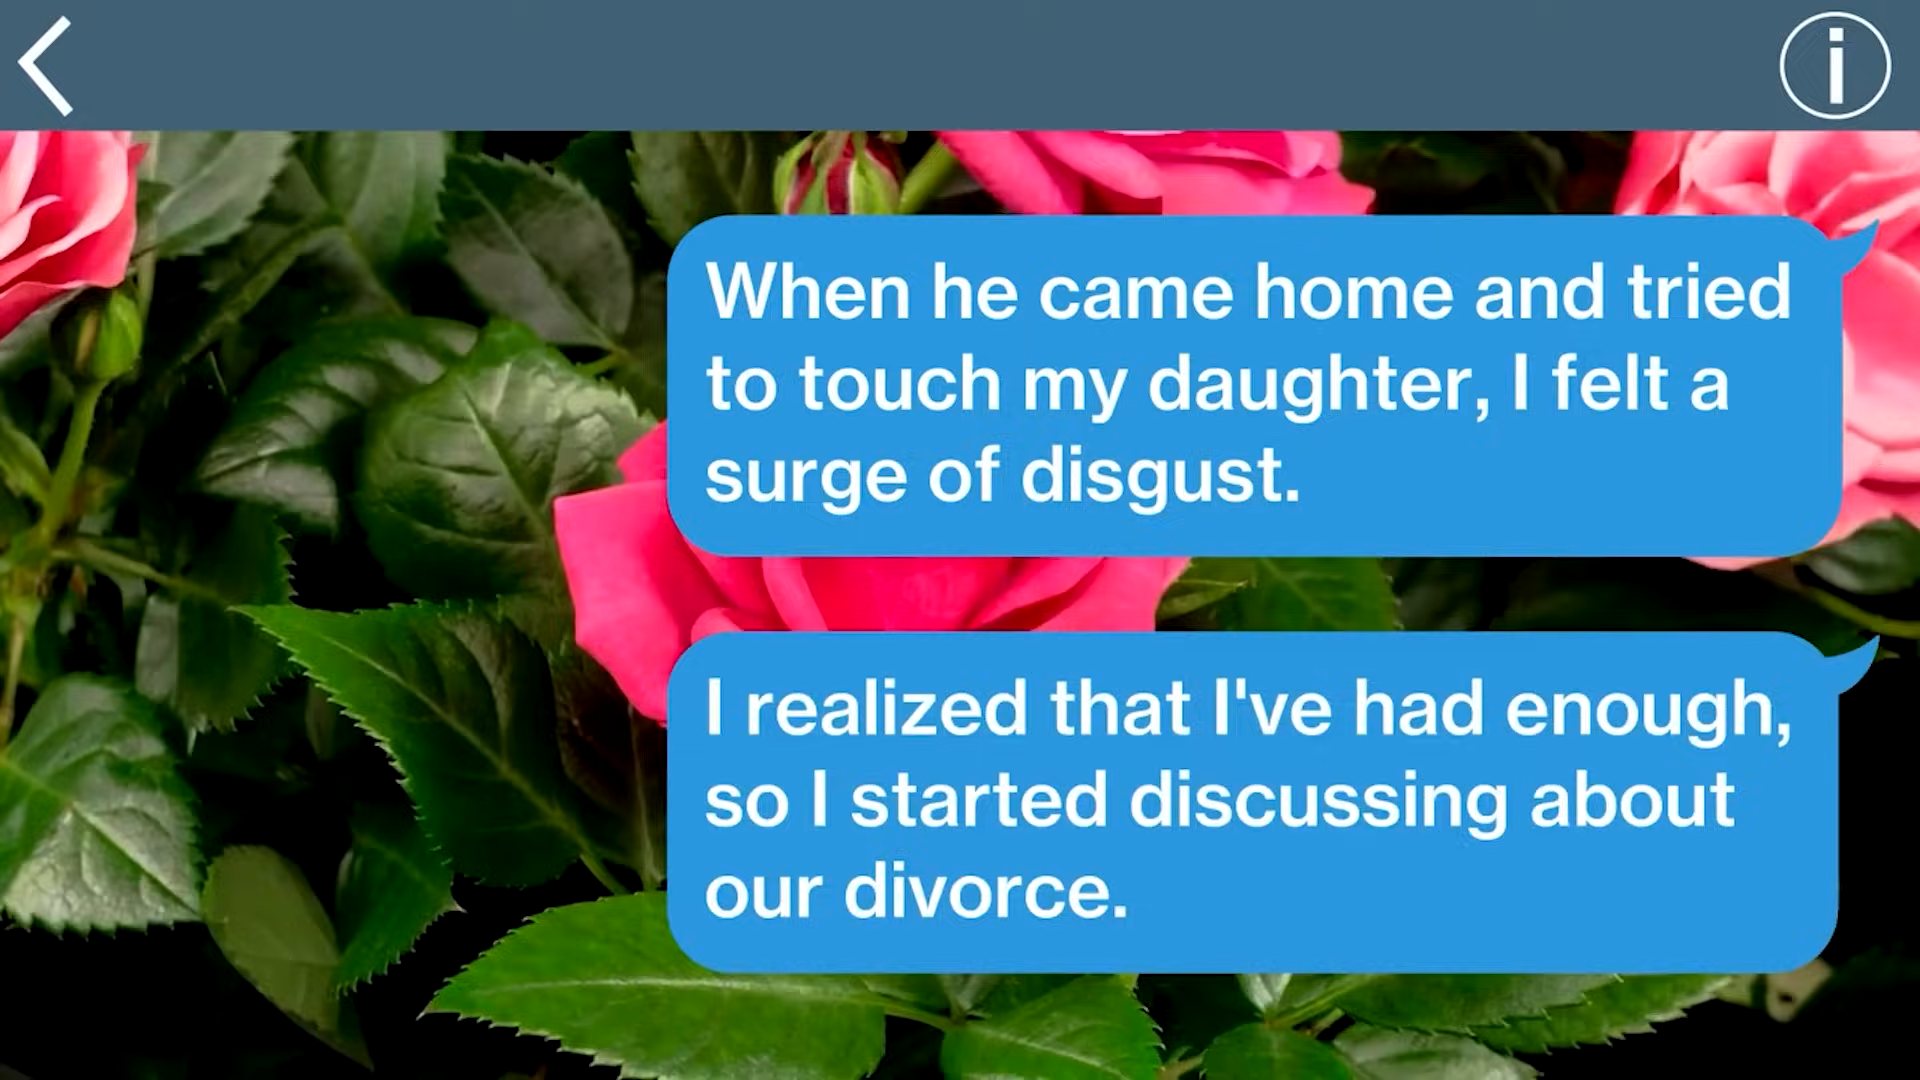 When he came home and tried
to touch my daughter, I felt a
surge of disgust.
I realized that I've had enough,
so I started discussing about
our divorce.